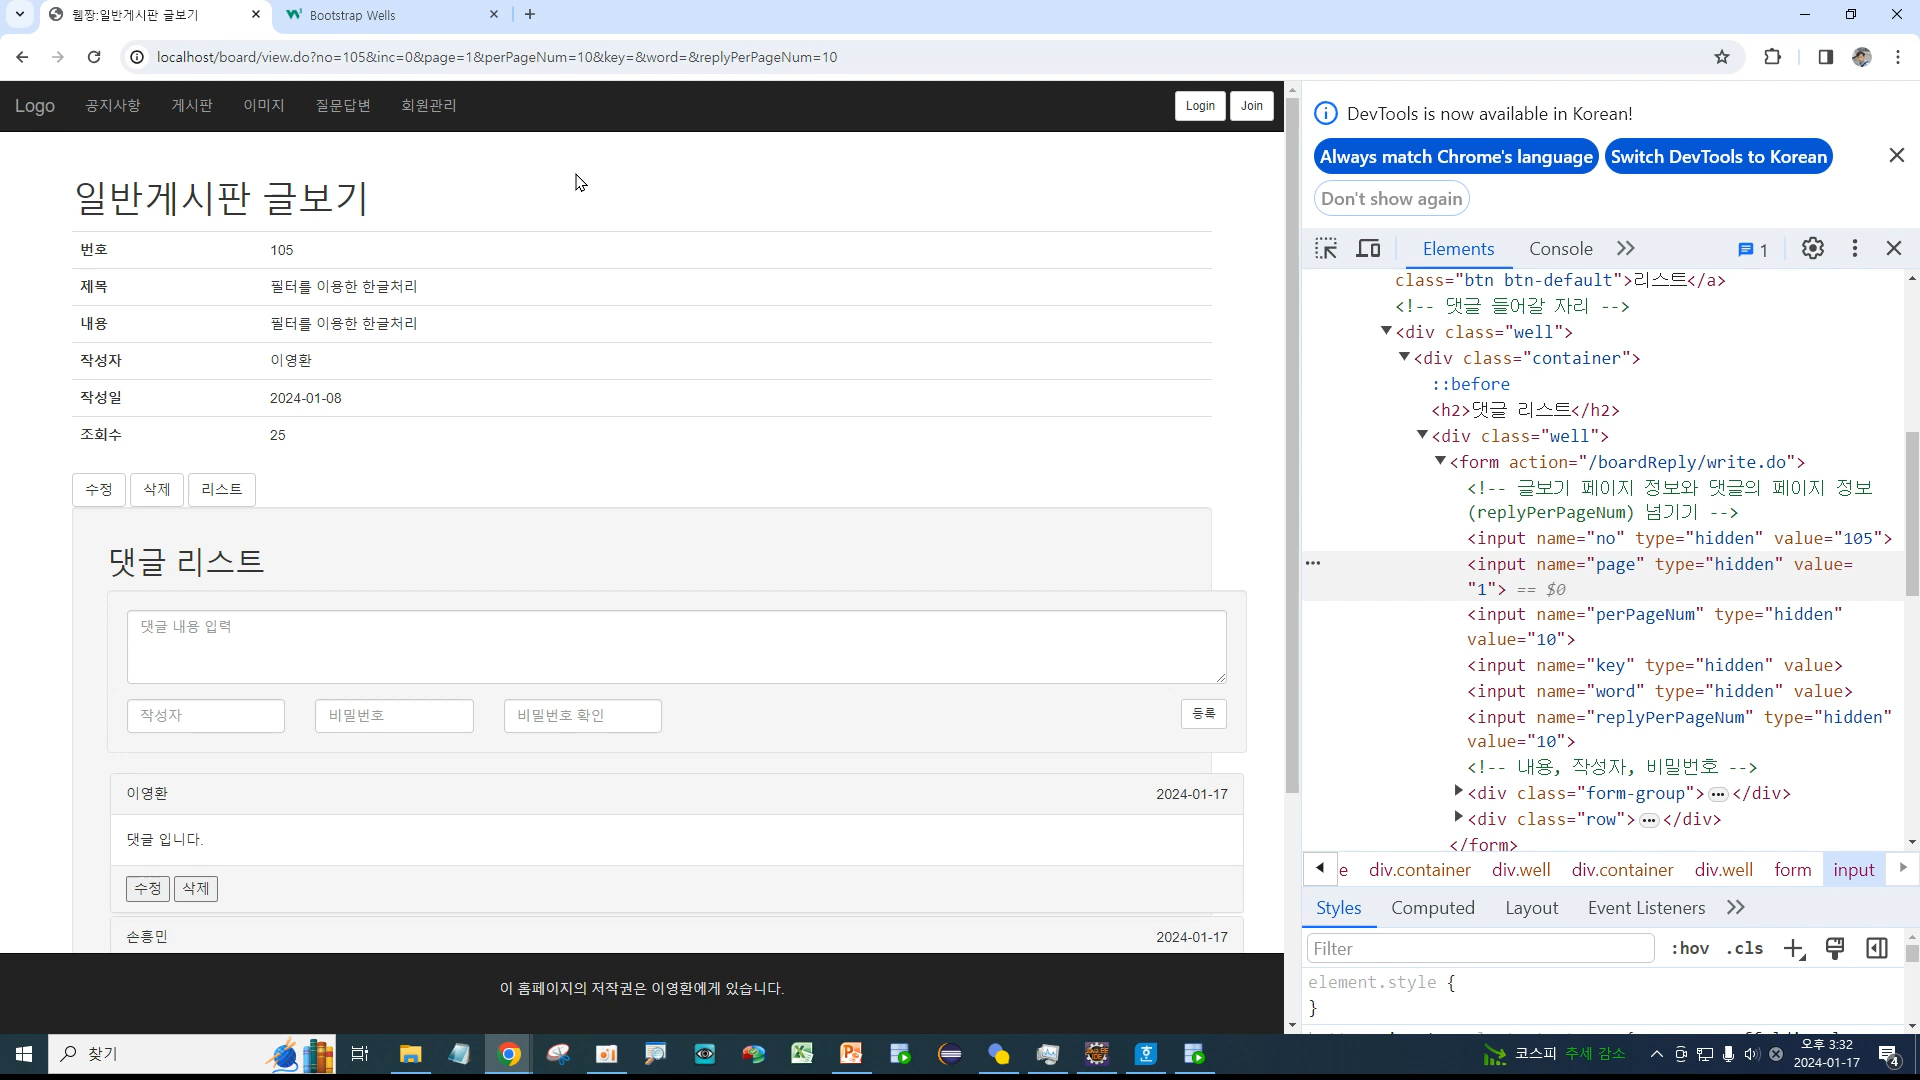 웹짱:일반게시판 글보기
Bootstrap Wells
localhost/board/view.do?no=105&inc=0&page=1&perPageNum=10&key=&word=&replyPerPageNum=10
Logo 공지사항 게시판 이미지 질문답변 회원관리 Login Join
일반게시판 글보기
번호 105
제목 필터를 이용한 한글처리
내용 필터를 이용한 한글처리
작성자 이영환
작성일 2024-01-08
조회수 25
수정 삭제 리스트
댓글 리스트
댓글 내용 입력
작성자 비밀번호 비밀번호 확인 등록
이영환 2024-01-17
댓글 입니다.
수정 삭제
손흥민 2024-01-17
이 홈페이지의 저작권은 이영환에게 있습니다.
DevTools is now available in Korean!
Always match Chrome's language Switch DevTools to Korean
Don't show again
Elements Console 1
class="btn btn-default">리스트</a>
<!-- 댓글 들어갈 자리 -->
<div class="well">
<div class="container">
::before
<h2>댓글 리스트</h2>
<div class="well">
<form action="/boardReply/write.do">
<!-- 글보기 페이지 정보와 댓글의 페이지 정보
(replyPerPageNum) 넘기기 -->
<input name="no" type="hidden" value="105">
<input name="page" type="hidden" value=
"1"> == $0
<input name="perPageNum" type="hidden"
value="10">
<input name="key" type="hidden" value>
<input name="word" type="hidden" value>
<input name="replyPerPageNum" type="hidden"
value="10">
<!-- 내용, 작성자, 비밀번호 -->
<div class="form-group">…</div>
<div class="row">…</div>
</form>
e div.container div.well div.container div.well form input
Styles Computed Layout Event Listeners
Filter :hov .cls
element.style {
}
찾기
코스피 추세 감소
오후 3:32
2024-01-17
4